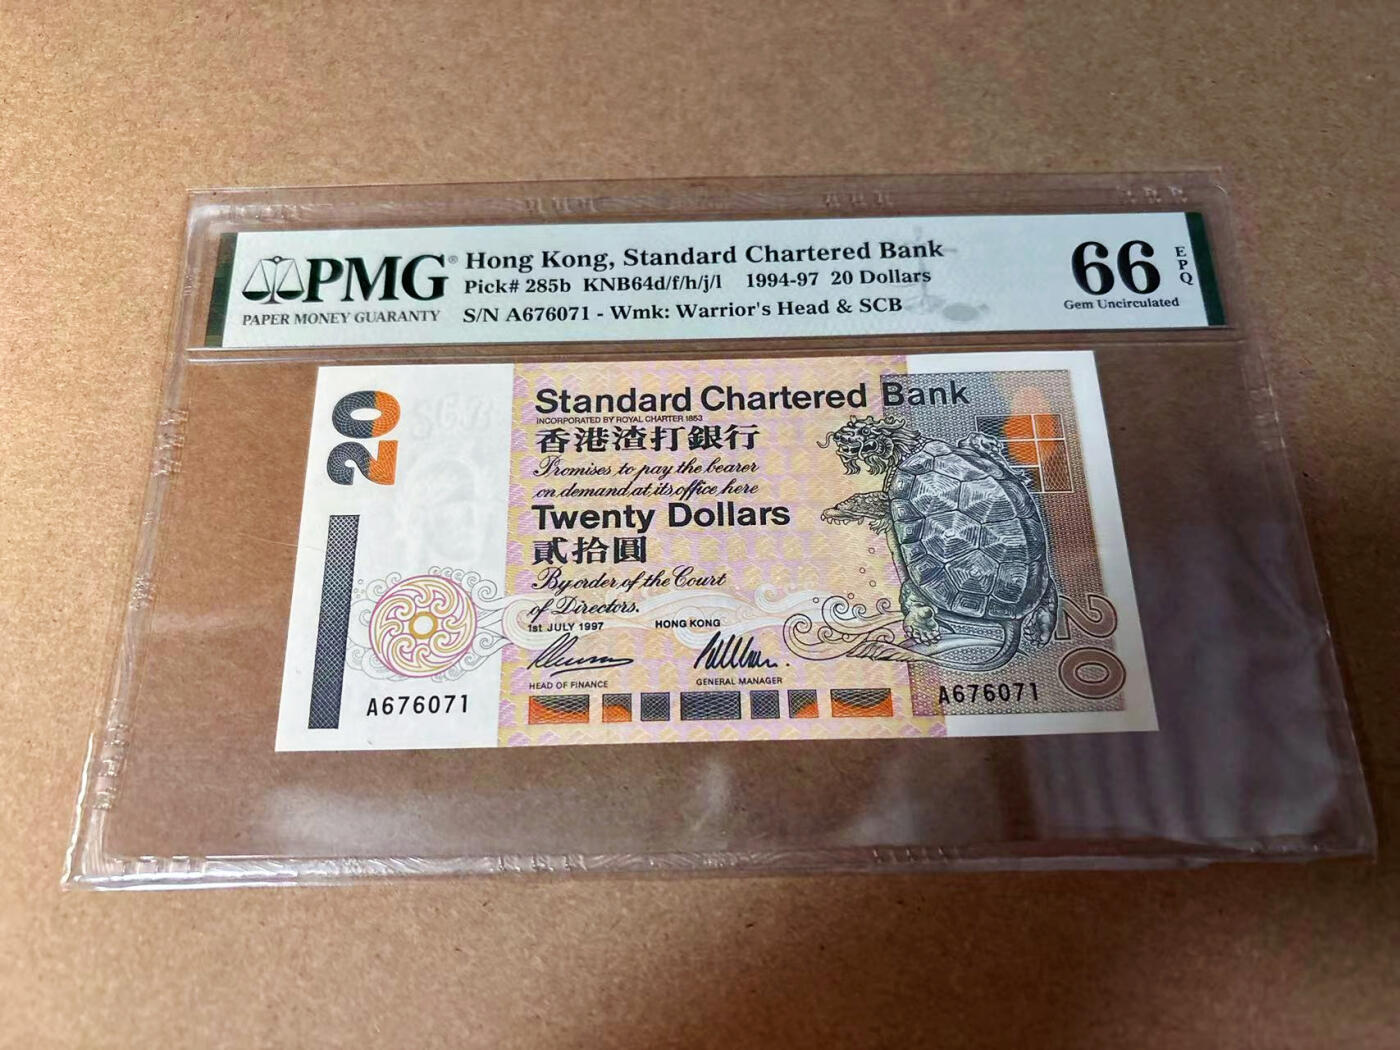 PMG®
PAPER MONEY GUARANTY
Hong Kong, Standard Chartered Bank
Pick# 285b KNB64d/f/h/j/l 1994-97 20 Dollars
S/N A676071 - Wmk: Warrior's Head & SCB
66 EPQ
Gem Uncirculated
20
Standard Chartered Bank
INCORPORATED BY ROYAL CHARTER 1853
香港渣打銀行
Promises to pay the bearer
on demand at its office here
Twenty Dollars
貳拾圓
By order of the Court
of Directors.
1st JULY 1997 HONG KONG
HEAD OF FINANCE GENERAL MANAGER
A676071
A676071
20